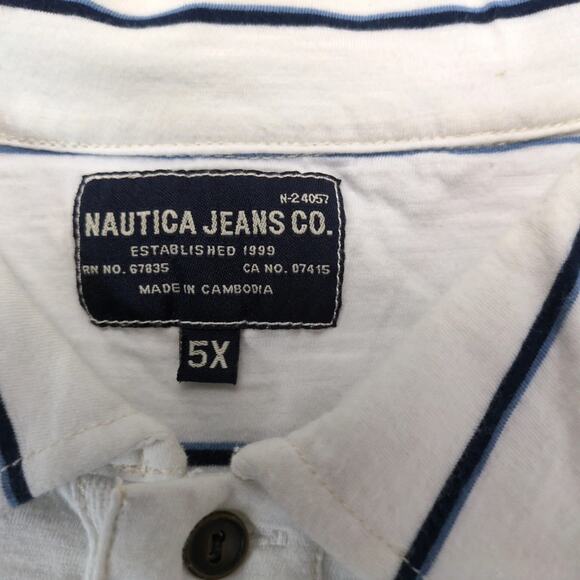 N-24057
NAUTICA JEANS CO.
ESTABLISHED 1999
RN NO. 67835 CA NO. 07415
MADE IN CAMBODIA
5X